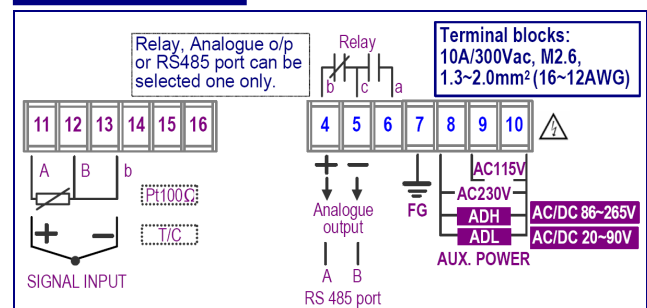 Relay, Analogue o/p
or RS485 port can be
selected one only.
Relay
b c a
Terminal blocks:
10A/300Vac, M2.6,
1.3~2.0mm² (16~12AWG)
11 12 13 14 15 16
4 5 6 7 8 9 10
A B b
Pt100Ω
+ −
T/C
SIGNAL INPUT
+ −
Analogue
output
A B
RS 485 port
FG
AC115V
AC230V
ADH AC/DC 86~265V
ADL AC/DC 20~90V
AUX. POWER